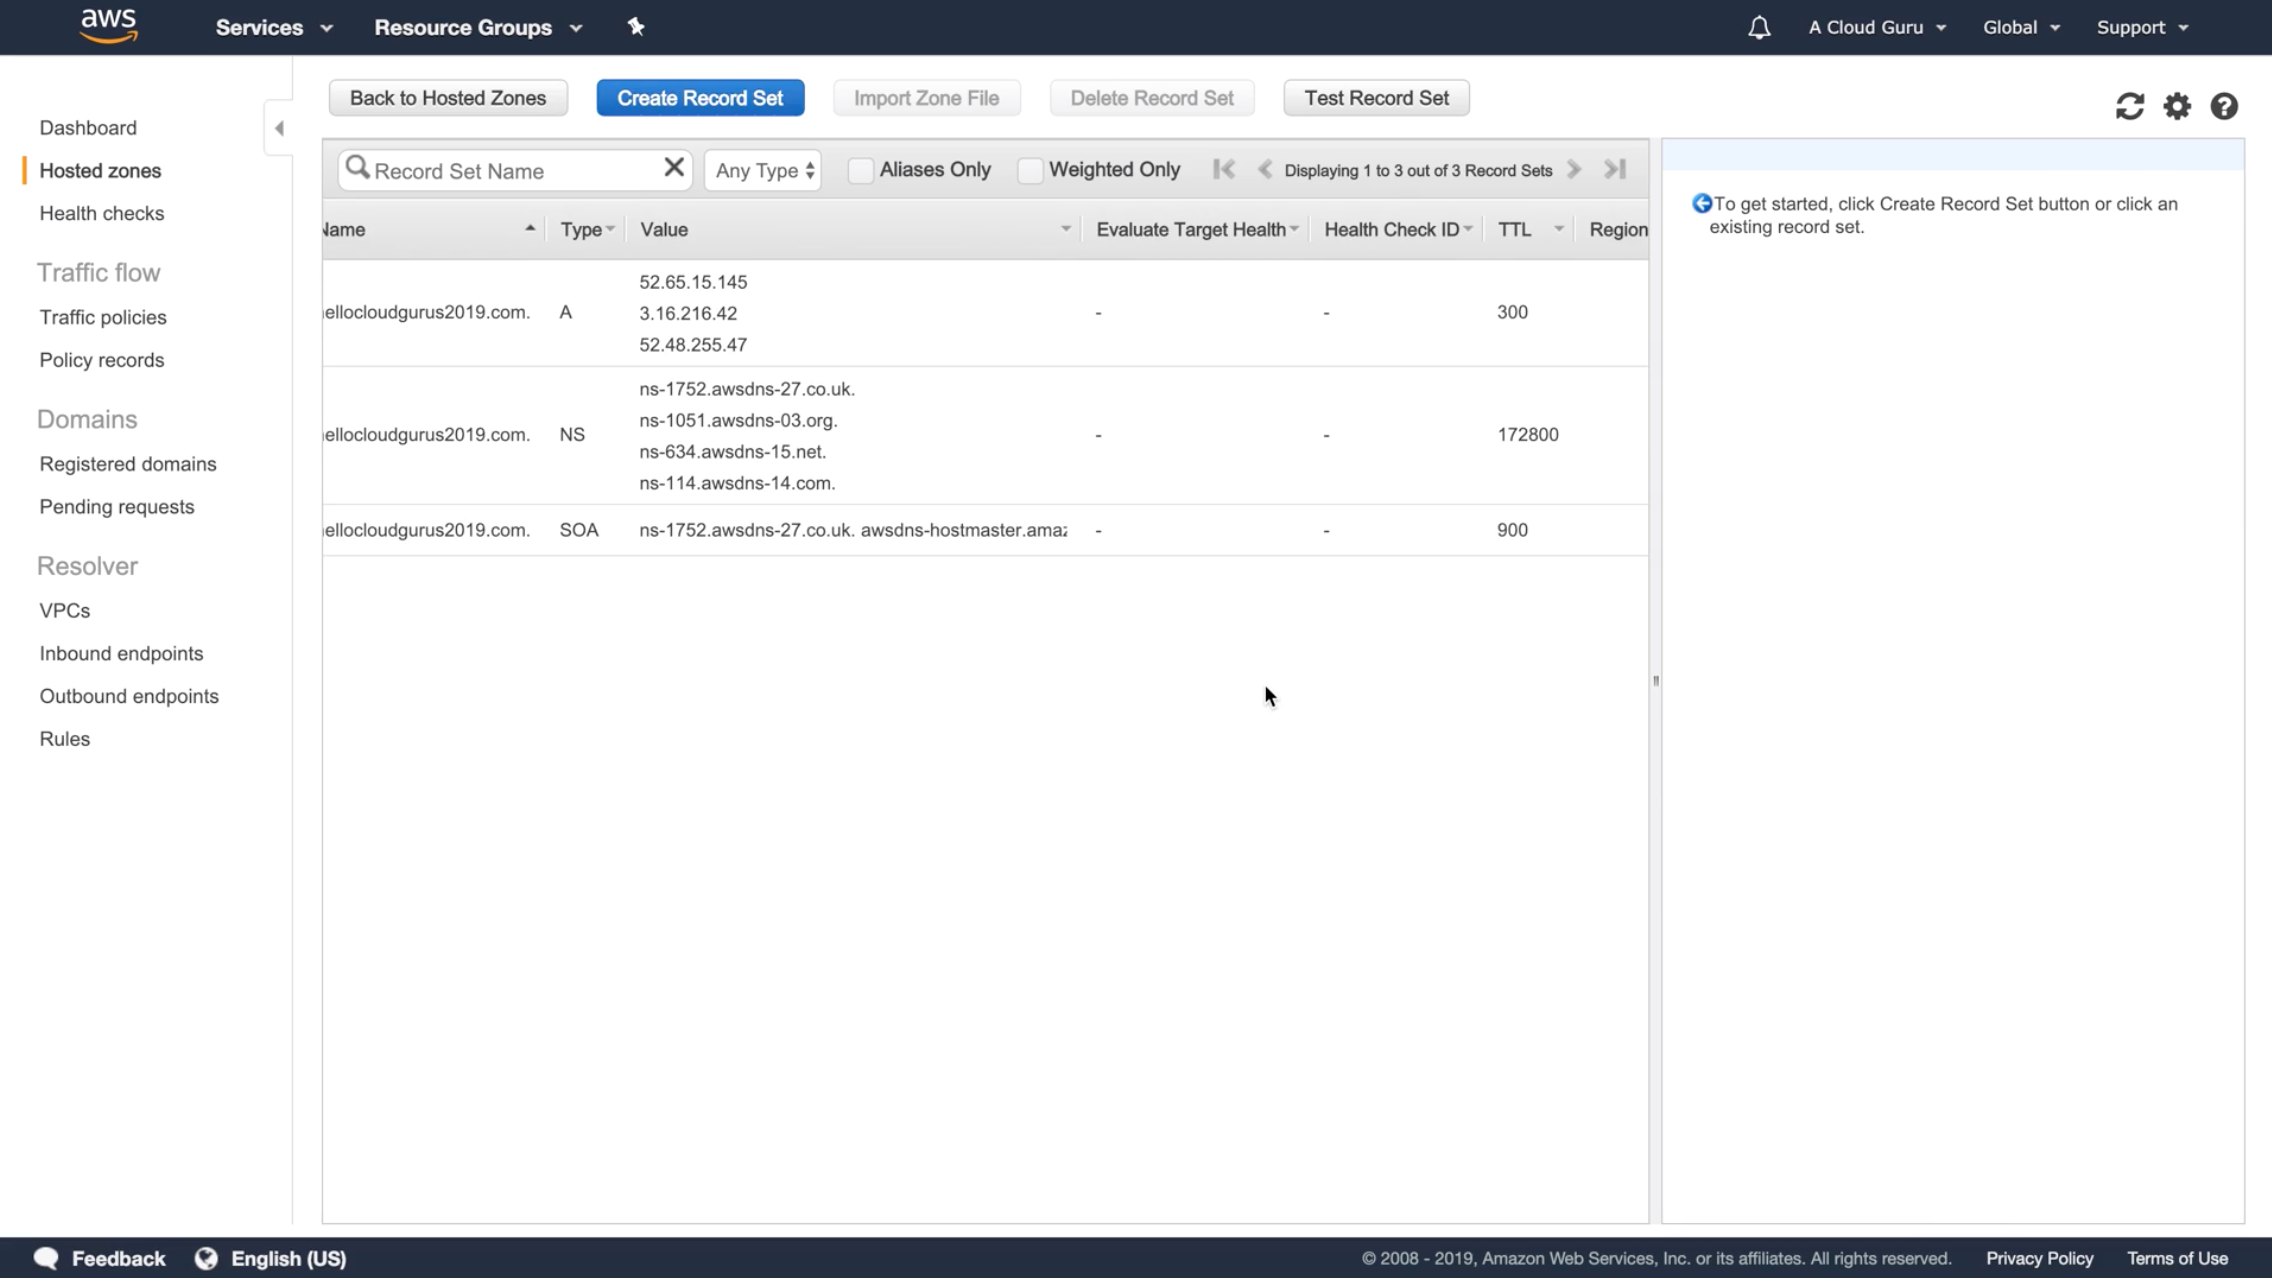 aws
Services
Resource Groups
A Cloud Guru
Global
Support
Dashboard
Hosted zones
Health checks
Traffic flow
Traffic policies
Policy records
Domains
Registered domains
Pending requests
Resolver
VPCs
Inbound endpoints
Outbound endpoints
Rules
Back to Hosted Zones
Create Record Set
Import Zone File
Delete Record Set
Test Record Set
Record Set Name
Any Type
Aliases Only
Weighted Only
Displaying 1 to 3 out of 3 Record Sets
Name Type Value Evaluate Target Health Health Check ID TTL Region
ellocloudgurus2019.com. A
52.65.15.145
3.16.216.42
52.48.255.47
- - 300
ellocloudgurus2019.com. NS
ns-1752.awsdns-27.co.uk.
ns-1051.awsdns-03.org.
ns-634.awsdns-15.net.
ns-114.awsdns-14.com.
- - 172800
ellocloudgurus2019.com. SOA ns-1752.awsdns-27.co.uk. awsdns-hostmaster.amaz - - 900
To get started, click Create Record Set button or click an
existing record set.
Feedback
English (US)
© 2008 - 2019, Amazon Web Services, Inc. or its affiliates. All rights reserved.
Privacy Policy
Terms of Use